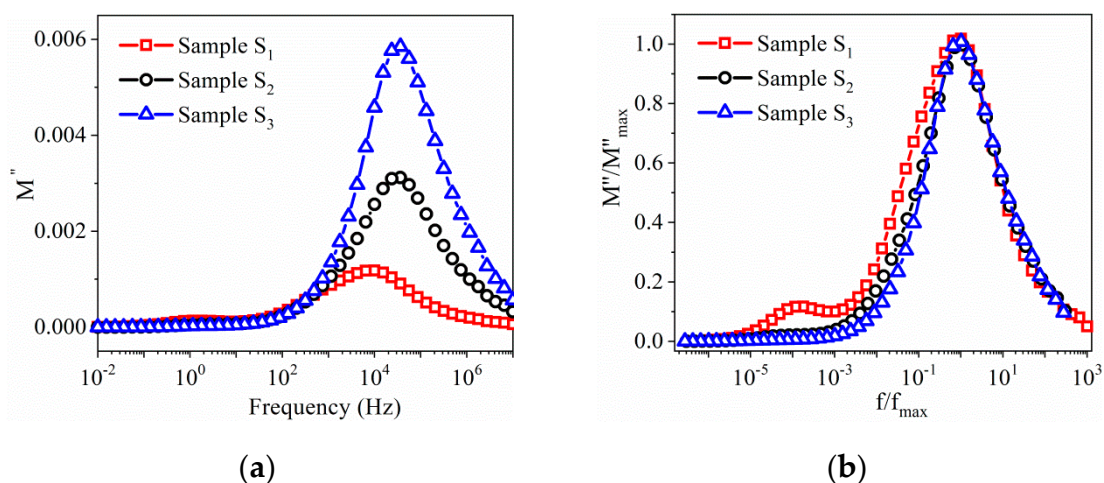 0.006
0.004
0.002
0.000
M"
Sample S1
Sample S2
Sample S3
10-2 100 102 104 106
Frequency (Hz)
(a)
1.0
0.8
0.6
0.4
0.2
0.0
M"/M"max
Sample S1
Sample S2
Sample S3
10-5 10-3 10-1 101 103
f/fmax
(b)